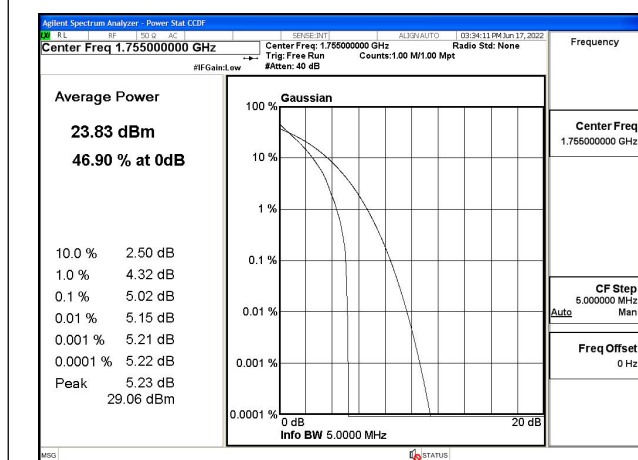 Agilent Spectrum Analyzer - Power Stat CCDF
LXI RL RF 50 Ω AC SENSE:INT ALIGNAUTO 03:34:11 PM Jun 17, 2022
Center Freq 1.755000000 GHz
Center Freq: 1.755000000 GHz Radio Std: None
Trig: Free Run Counts:1.00 M/1.00 Mpt
#IFGain:Low #Atten: 40 dB
Frequency
Average Power
23.83 dBm
46.90 % at 0dB
10.0 % 2.50 dB
1.0 % 4.32 dB
0.1 % 5.02 dB
0.01 % 5.15 dB
0.001 % 5.21 dB
0.0001 % 5.22 dB
Peak 5.23 dB
29.06 dBm
Gaussian
100 %
10 %
1 %
0.1 %
0.01 %
0.001 %
0.0001 %
0 dB 20 dB
Info BW 5.0000 MHz
Center Freq
1.755000000 GHz
CF Step
5.000000 MHz
Auto Man
Freq Offset
0 Hz
MSG STATUS